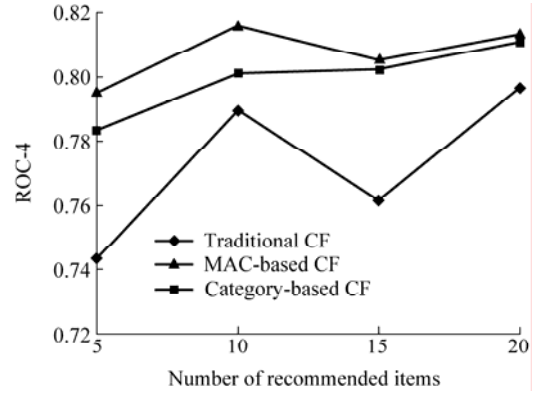 0.82
0.80
0.78
0.76
0.74
0.72
ROC-4
Traditional CF
MAC-based CF
Category-based CF
5
10
15
20
Number of recommended items